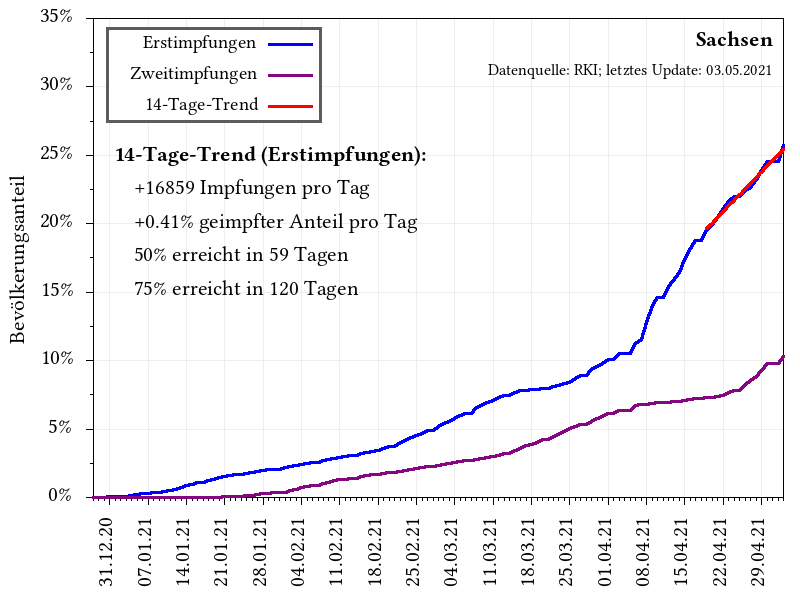 35%
30%
25%
20%
15%
10%
5%
0%
Bevölkerungsanteil
Erstimpfungen
Zweitimpfungen
14-Tage-Trend
Sachsen
Datenquelle: RKI; letztes Update: 03.05.2021
14-Tage-Trend (Erstimpfungen):
+16859 Impfungen pro Tag
+0.41% geimpfter Anteil pro Tag
50% erreicht in 59 Tagen
75% erreicht in 120 Tagen
31.12.20
07.01.21
14.01.21
21.01.21
28.01.21
04.02.21
11.02.21
18.02.21
25.02.21
04.03.21
11.03.21
18.03.21
25.03.21
01.04.21
08.04.21
15.04.21
22.04.21
29.04.21